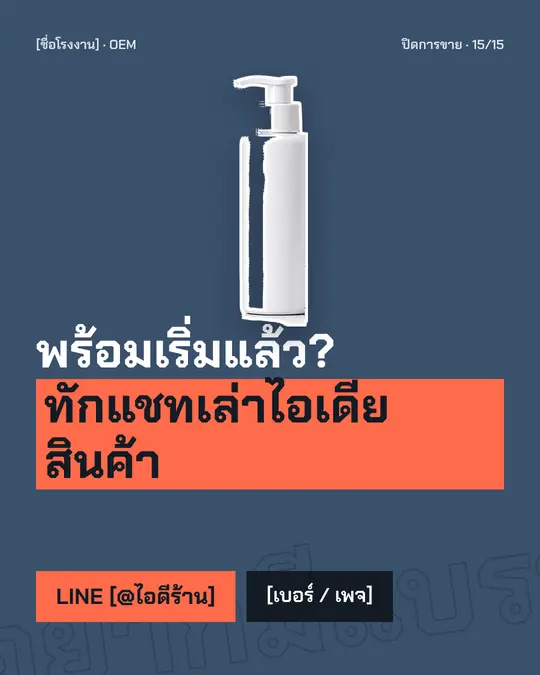 [ชื่อโรงงาน] · OEM
ปิดการขาย · 15/15
พร้อมเริ่มแล้ว?
ทักแชทเล่าไอเดีย
สินค้า
LINE [@ไอดีร้าน]
[เบอร์ / เพจ]